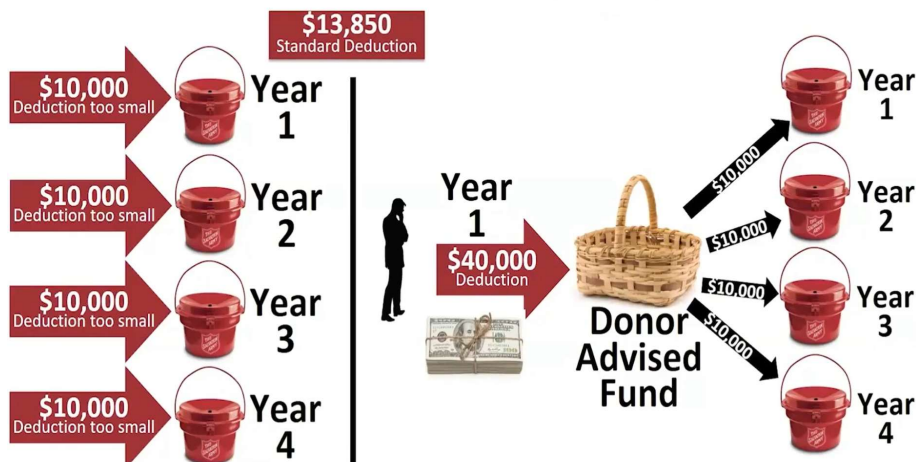 $13,850
Standard Deduction
$10,000
Deduction too small
Year
1
$10,000
Deduction too small
Year
2
$10,000
Deduction too small
Year
3
$10,000
Deduction too small
Year
4
Year
1
$40,000
Deduction
Donor
Advised
Fund
$10,000
$10,000
$10,000
$10,000
Year
1
Year
2
Year
3
Year
4